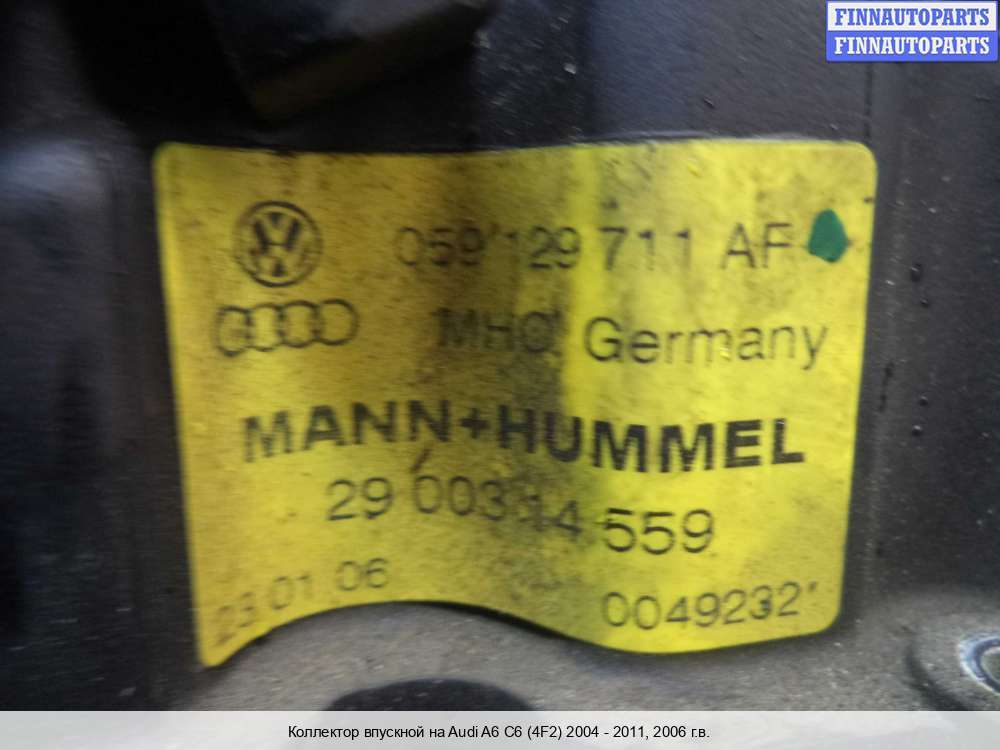 FINNAUTOPARTS
FINNAUTOPARTS
059 129 711 AF
MHG Germany
MANN+HUMMEL
29 003 14 559
23 01 06
0049232
Коллектор впускной на Audi A6 C6 (4F2) 2004 - 2011, 2006 г.в.